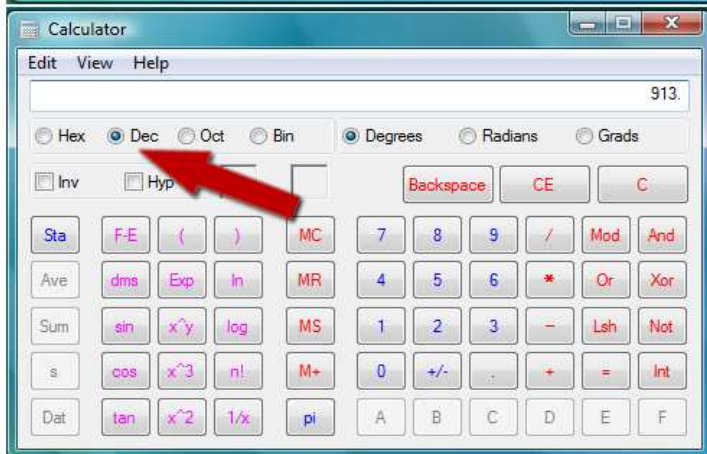 Calculator
Edit View Help
913.
Hex Dec Oct Bin Degrees Radians Grads
Inv Hyp Backspace CE C
Sta F-E ( ) MC 7 8 9 / Mod And
Ave dms Exp ln MR 4 5 6 * Or Xor
Sum sin x^y log MS 1 2 3 - Lsh Not
s cos x^3 n! M+ 0 +/- . + = Int
Dat tan x^2 1/x pi A B C D E F